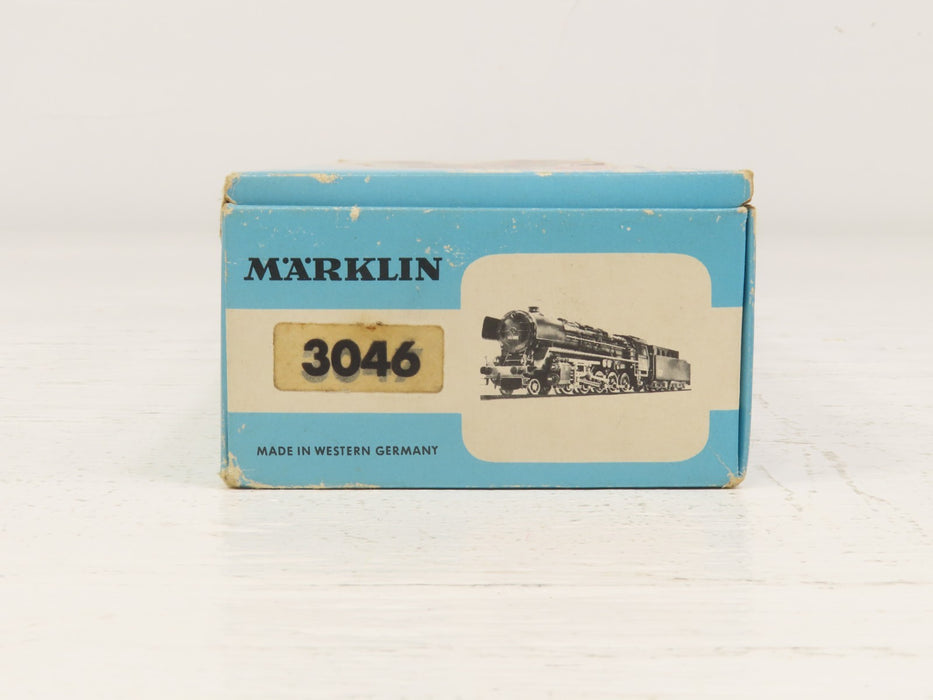 MÄRKLIN
3046
MADE IN WESTERN GERMANY